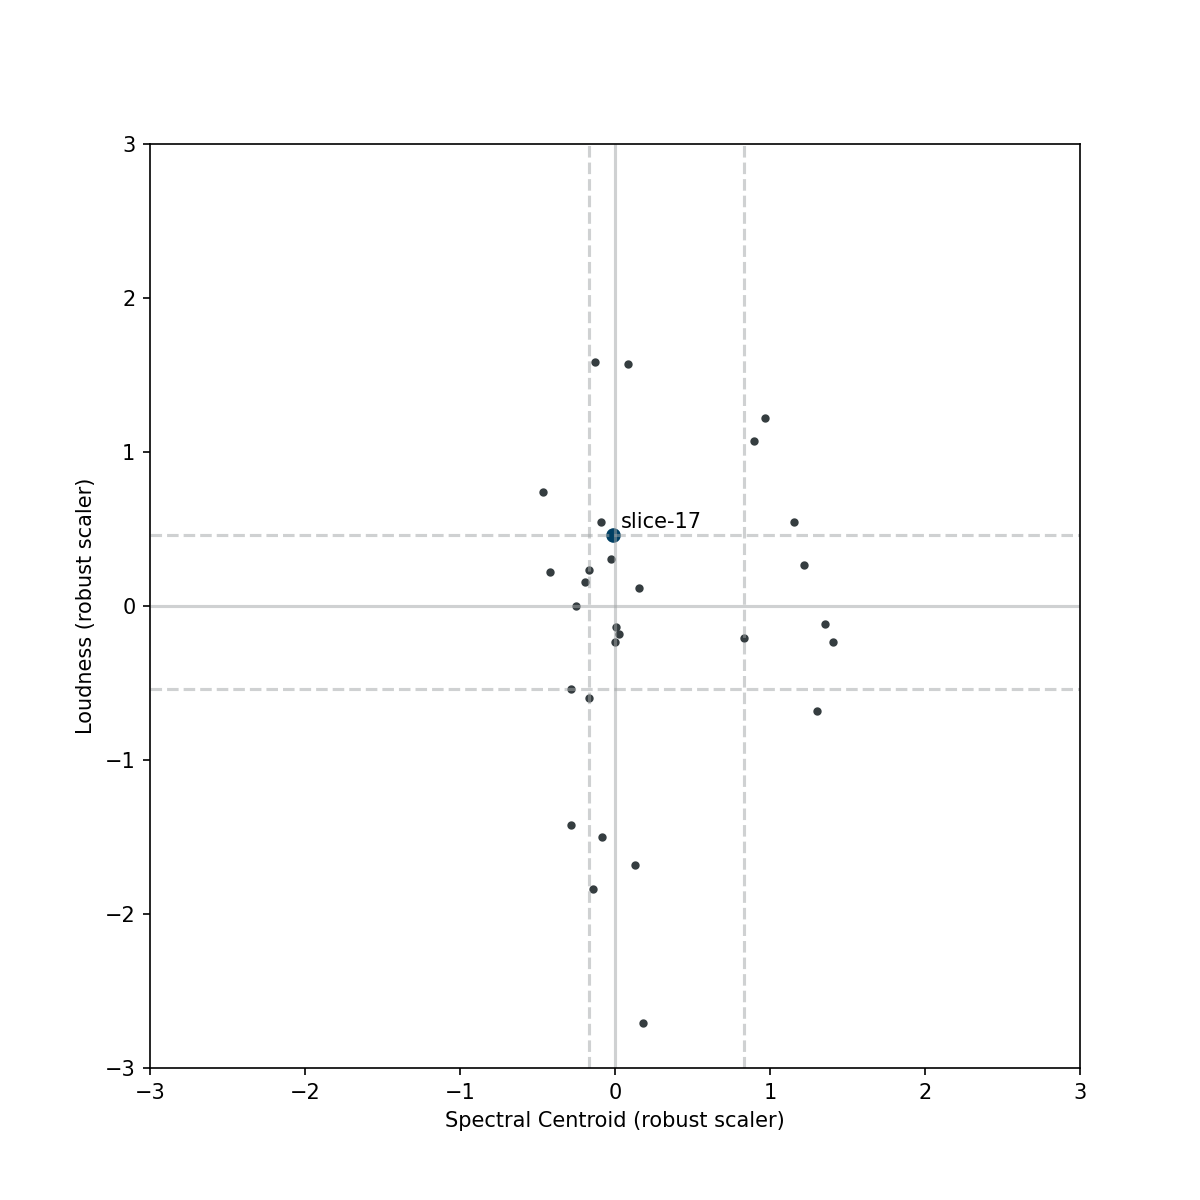 3
2
1
0
−1
−2
−3
Loudness (robust scaler)
slice-17
−3 −2 −1 0 1 2 3
Spectral Centroid (robust scaler)